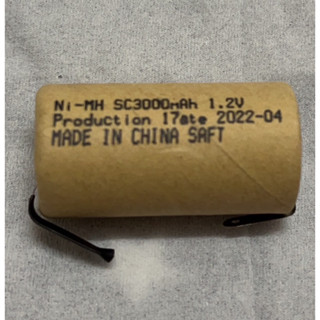 Ni-MH SC3000mAh 1.2V
Production 17ate 2022-04
MADE IN CHINA SAFT